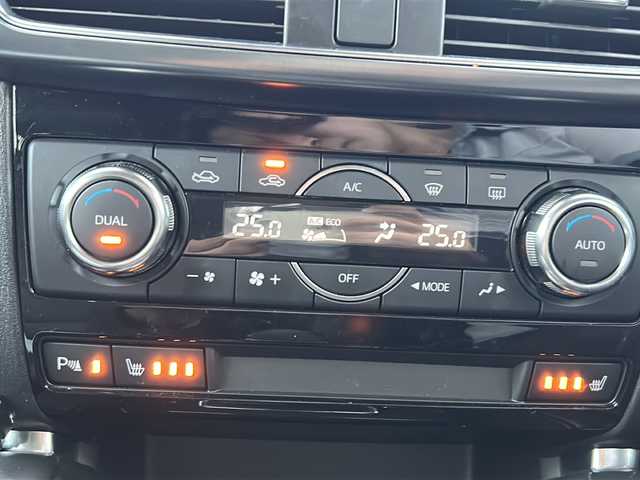 A/C
DUAL
25.0 A/C ECO 25.0
AUTO
- + OFF MODE
P